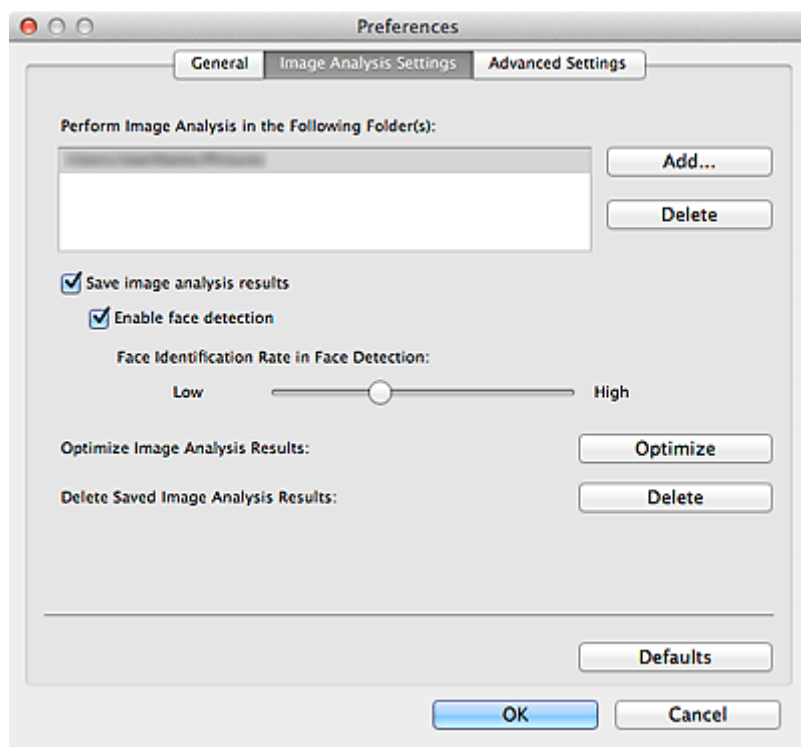 Preferences
General Image Analysis Settings Advanced Settings
Perform Image Analysis in the Following Folder(s):
Add...
Delete
Save image analysis results
Enable face detection
Face Identification Rate in Face Detection:
Low High
Optimize Image Analysis Results: Optimize
Delete Saved Image Analysis Results: Delete
Defaults
OK Cancel